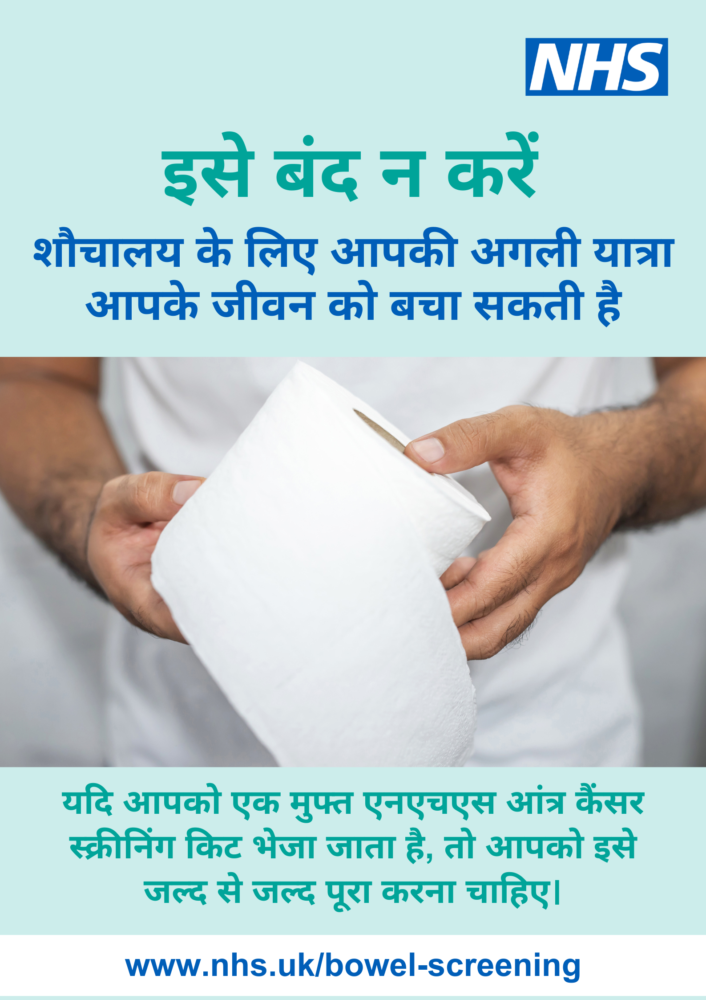 NHS
इसे बंद न करें
शौचालय के लिए आपकी अगली यात्रा
आपके जीवन को बचा सकती है
यदि आपको एक मुफ्त एनएचएस आंत्र कैंसर
स्क्रीनिंग किट भेजा जाता है, तो आपको इसे
जल्द से जल्द पूरा करना चाहिए।
www.nhs.uk/bowel-screening